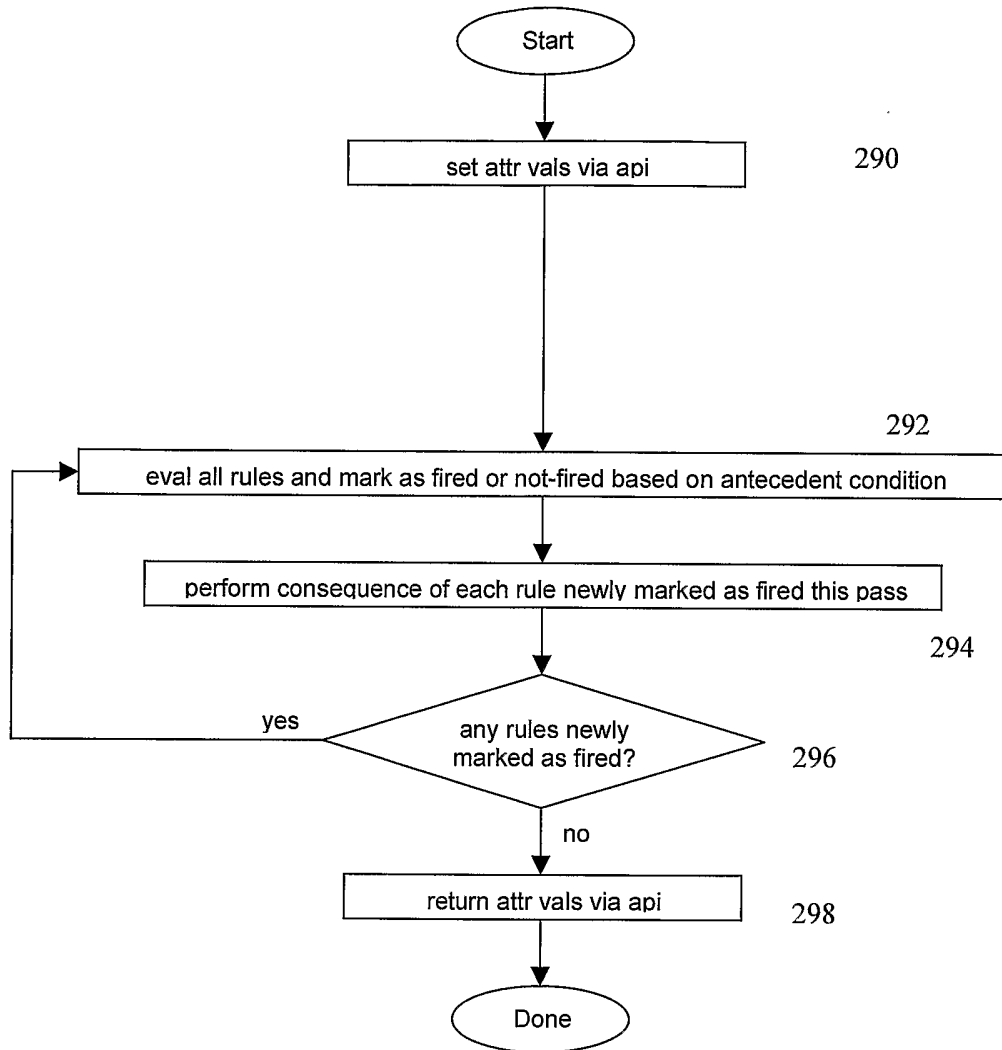 Start
set attr vals via api
290
292
eval all rules and mark as fired or not-fired based on antecedent condition
perform consequence of each rule newly marked as fired this pass
294
yes
any rules newly
marked as fired?
296
no
return attr vals via api
298
Done